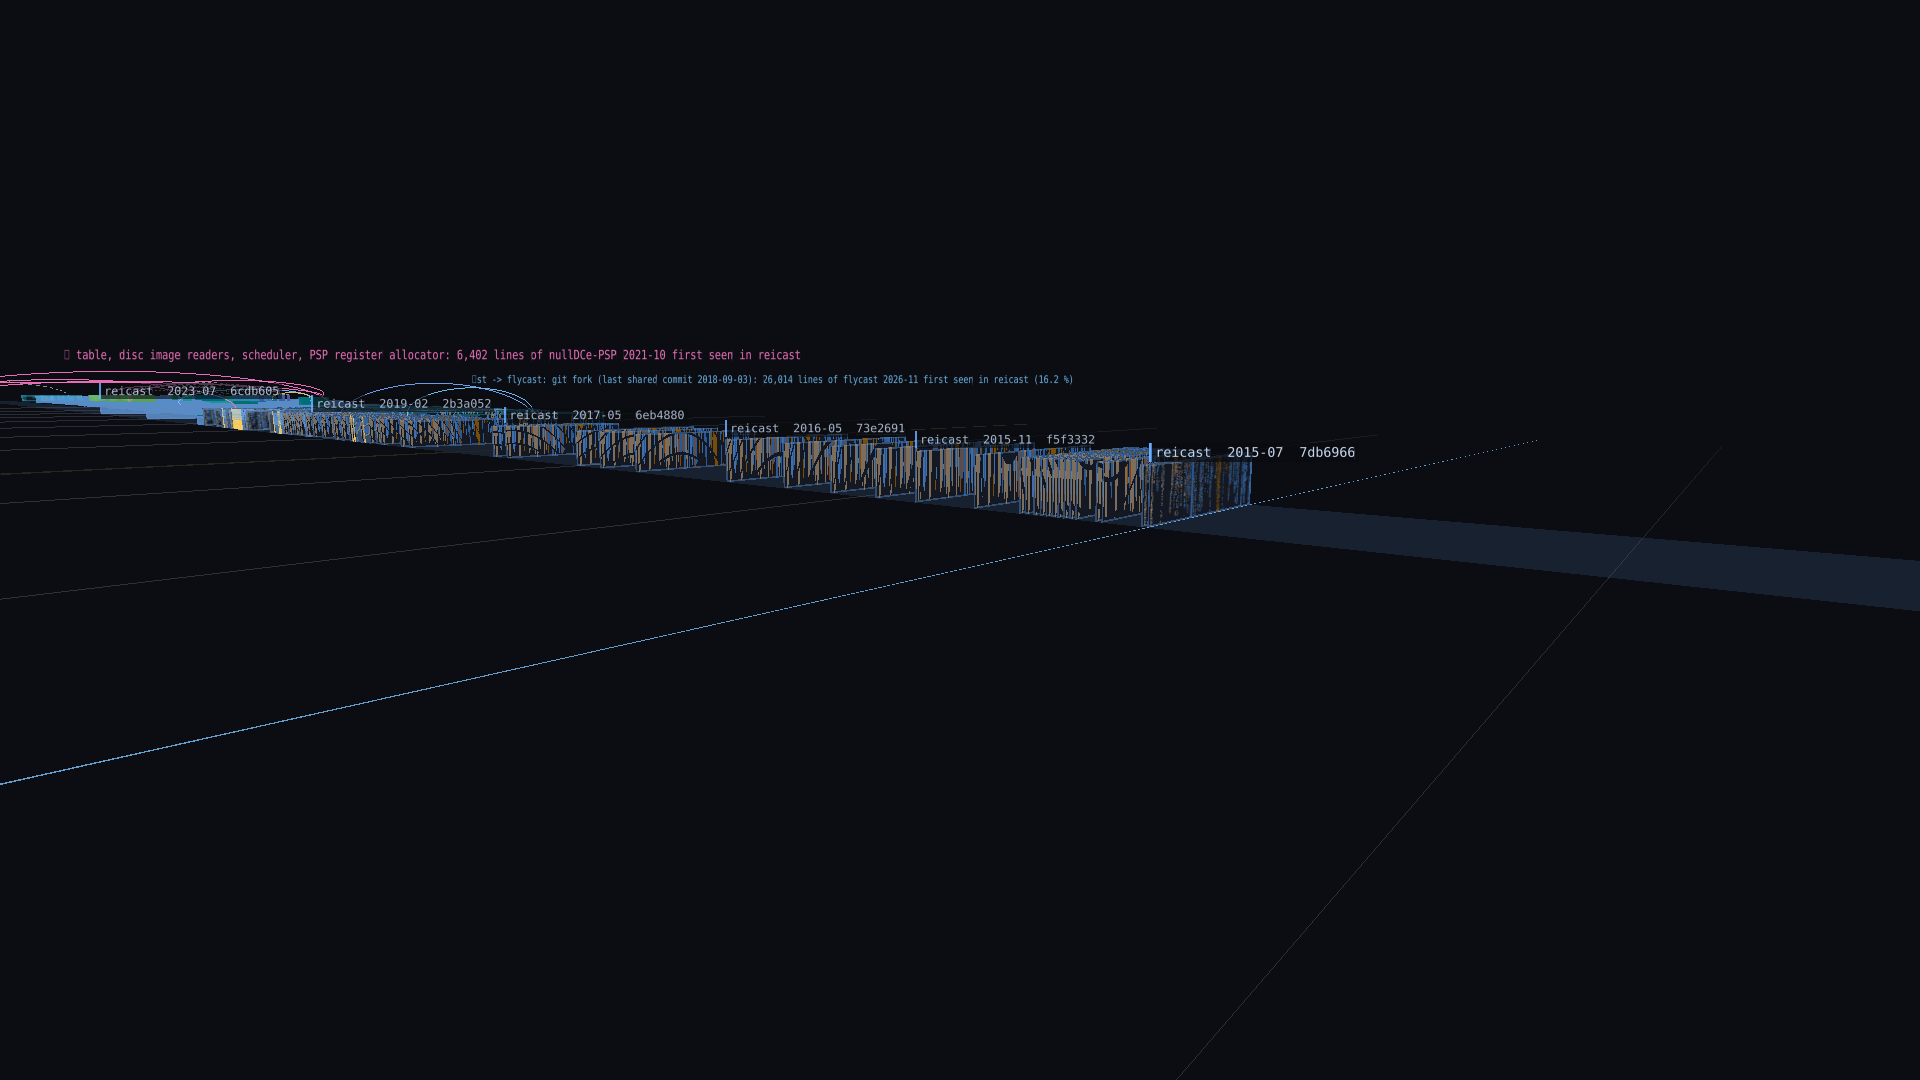 table, disc image readers, scheduler, PSP register allocator: 6,402 lines of nullDCe-PSP 2021-10 first seen in reicast
st -> flycast: git fork (last shared commit 2018-09-03): 26,014 lines of flycast 2026-11 first seen in reicast (16.2 %)
reicast 2023-07 6cdb605
reicast 2019-02 2b3a052
reicast 2017-05 6eb4880
reicast 2016-05 73e2691
reicast 2015-11 f5f3332
reicast 2015-07 7db6966